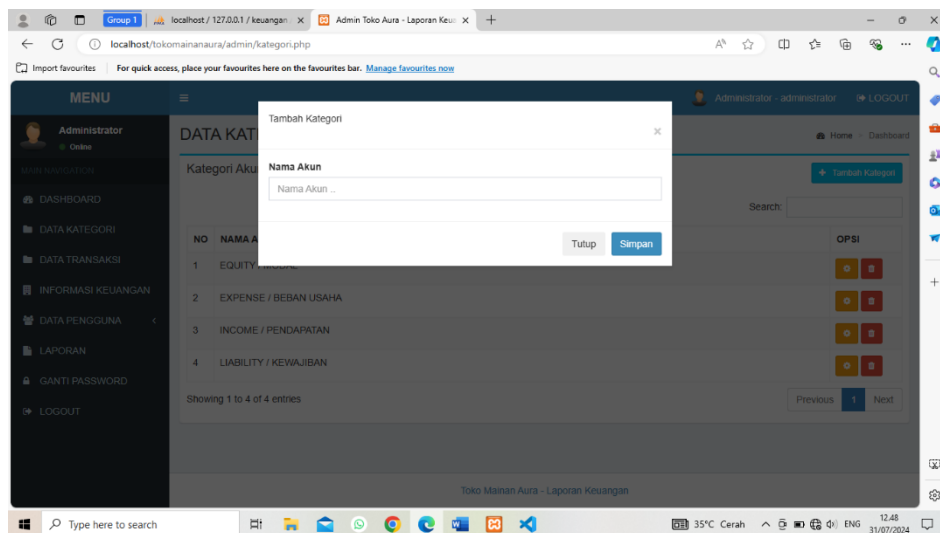 Group 1
localhost / 127.0.0.1 / keuangan
Admin Toko Aura - Laporan Keu
localhost/tokomainanaura/admin/kategori.php
Import favourites
For quick access, place your favourites here on the favourites bar. Manage favourites now
MENU
Administrator - administrator
LOGOUT
Administrator
Online
MAIN NAVIGATION
DASHBOARD
DATA KATEGORI
DATA TRANSAKSI
INFORMASI KEUANGAN
DATA PENGGUNA
LAPORAN
GANTI PASSWORD
LOGOUT
DATA KAT
Home > Dashboard
Kategori Aku
Tambah Kategori
Search:
Tambah Kategori
×
Nama Akun
Nama Akun ..
Tutup
Simpan
NO NAMA A OPSI
1 EQUITY / MODAL
2 EXPENSE / BEBAN USAHA
3 INCOME / PENDAPATAN
4 LIABILITY / KEWAJIBAN
Showing 1 to 4 of 4 entries
Previous 1 Next
Toko Mainan Aura - Laporan Keuangan
Type here to search
35°C Cerah
ENG
12.48
31/07/2024